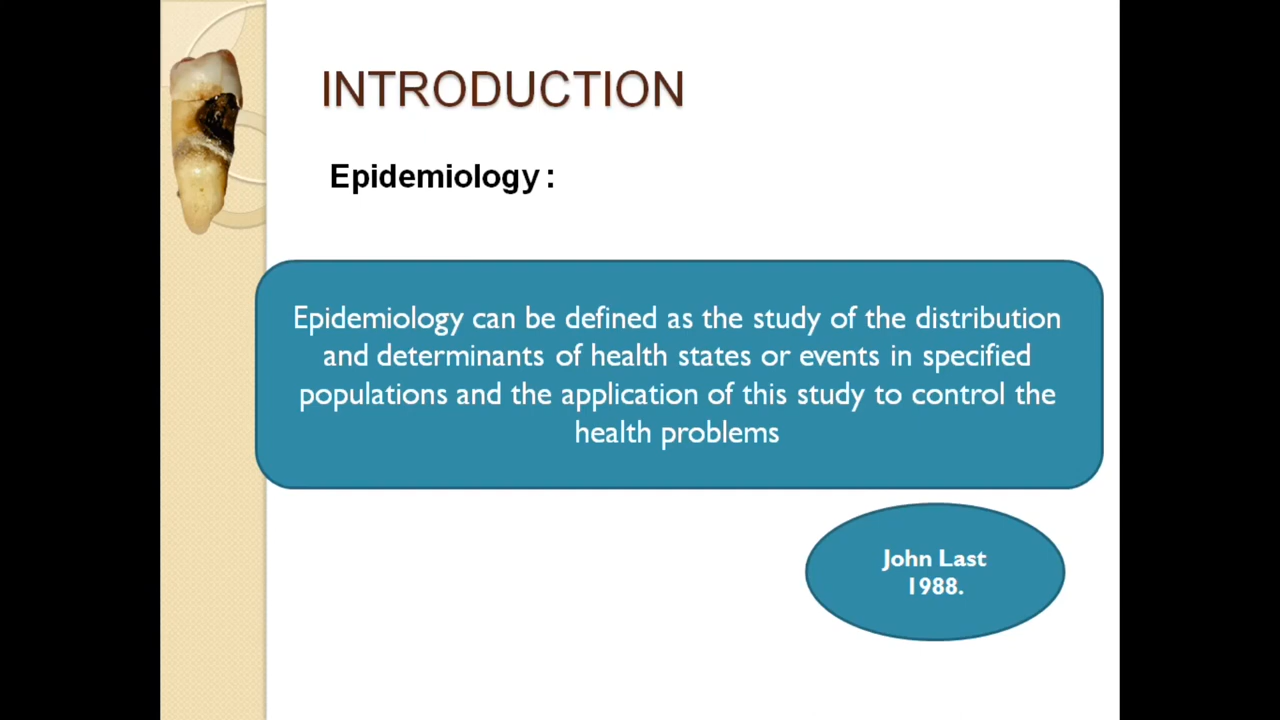 INTRODUCTION
Epidemiology :
Epidemiology can be defined as the study of the distribution
and determinants of health states or events in specified
populations and the application of this study to control the
health problems
John Last
1988.